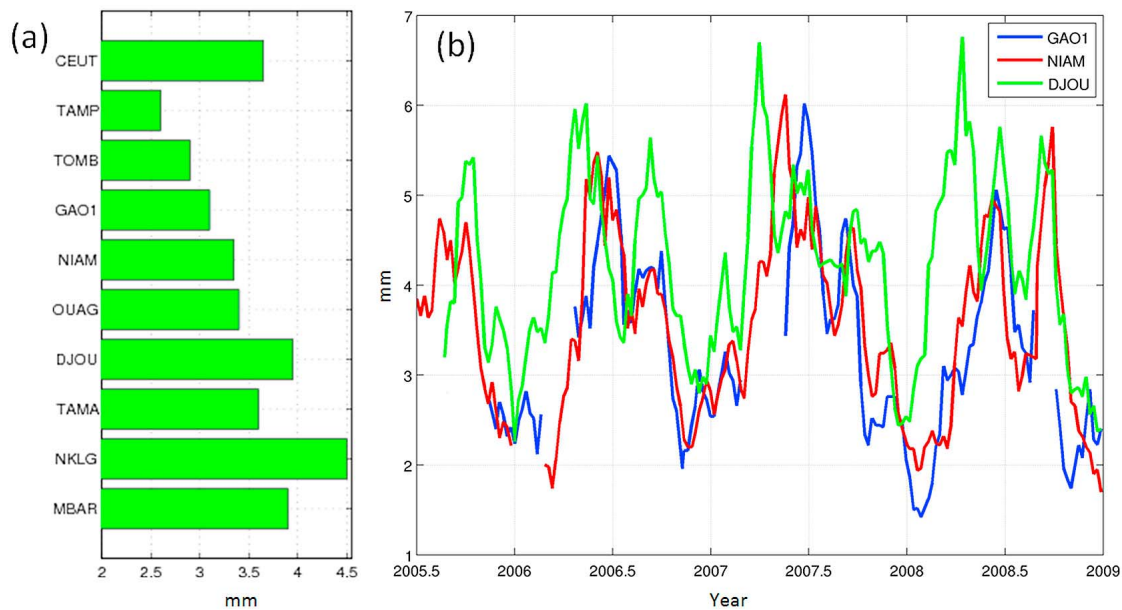 (a)
CEUT
TAMP
TOMB
GAO1
NIAM
OUAG
DJOU
TAMA
NKLG
MBAR
2 2.5 3 3.5 4 4.5
mm
(b)
GAO1
NIAM
DJOU
7
6
5
4
3
2
1
mm
2005.5 2006 2006.5 2007 2007.5 2008 2008.5 2009
Year